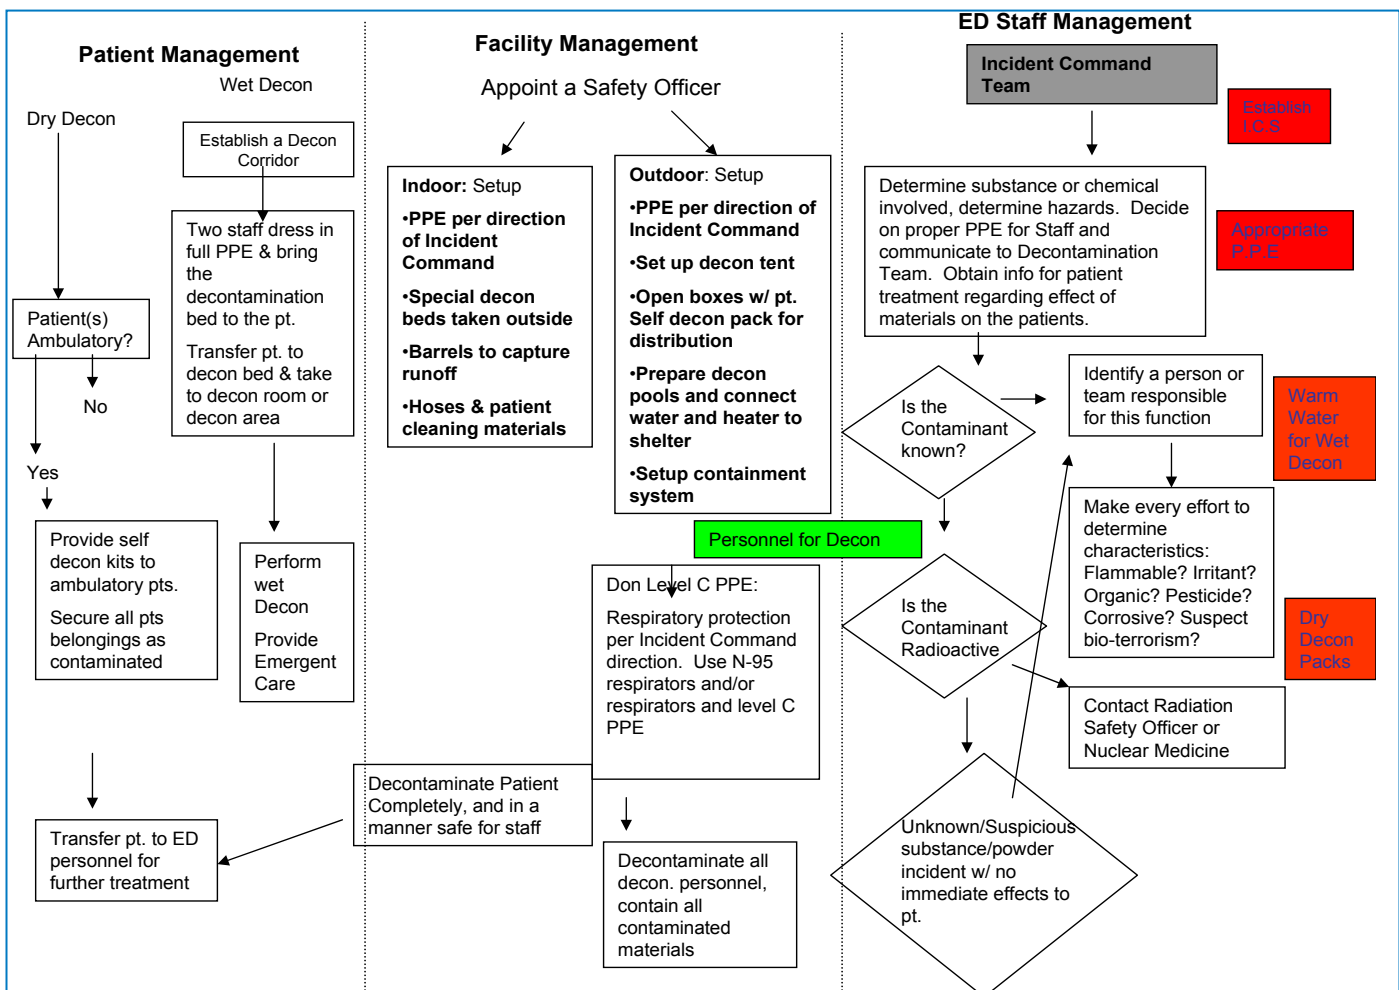 Patient Management
Wet Decon
Dry Decon
Establish a Decon
Corridor
Two staff dress in
full PPE & bring
the
decontamination
bed to the pt.
Transfer pt. to
decon bed & take
to decon room or
decon area
Patient(s)
Ambulatory?
No
Yes
Provide self
decon kits to
ambulatory pts.
Secure all pts
belongings as
contaminated
Perform
wet
Decon
Provide
Emergent
Care
Transfer pt. to ED
personnel for
further treatment
Facility Management
Appoint a Safety Officer
Indoor: Setup
•PPE per direction
of Incident
Command
•Special decon
beds taken outside
•Barrels to capture
runoff
•Hoses & patient
cleaning materials
Outdoor: Setup
•PPE per direction of
Incident Command
•Set up decon tent
•Open boxes w/ pt.
Self decon pack for
distribution
•Prepare decon
pools and connect
water and heater to
shelter
•Setup containment
system
Personnel for Decon
Don Level C PPE:
Respiratory protection
per Incident Command
direction. Use N-95
respirators and/or
respirators and level C
PPE
Decontaminate Patient
Completely, and in a
manner safe for staff
Decontaminate all
decon. personnel,
contain all
contaminated
materials
ED Staff Management
Incident Command
Team
Establish
I.C.S
Determine substance or chemical
involved, determine hazards. Decide
on proper PPE for Staff and
communicate to Decontamination
Team. Obtain info for patient
treatment regarding effect of
materials on the patients.
Appropriate
P.P.E
Is the
Contaminant
known?
Identify a person or
team responsible
for this function
Warm
Water
for Wet
Decon
Make every effort to
determine
characteristics:
Flammable? Irritant?
Organic? Pesticide?
Corrosive? Suspect
bio-terrorism?
Is the
Contaminant
Radioactive
Dry
Decon
Packs
Contact Radiation
Safety Officer or
Nuclear Medicine
Unknown/Suspicious
substance/powder
incident w/ no
immediate effects to
pt.